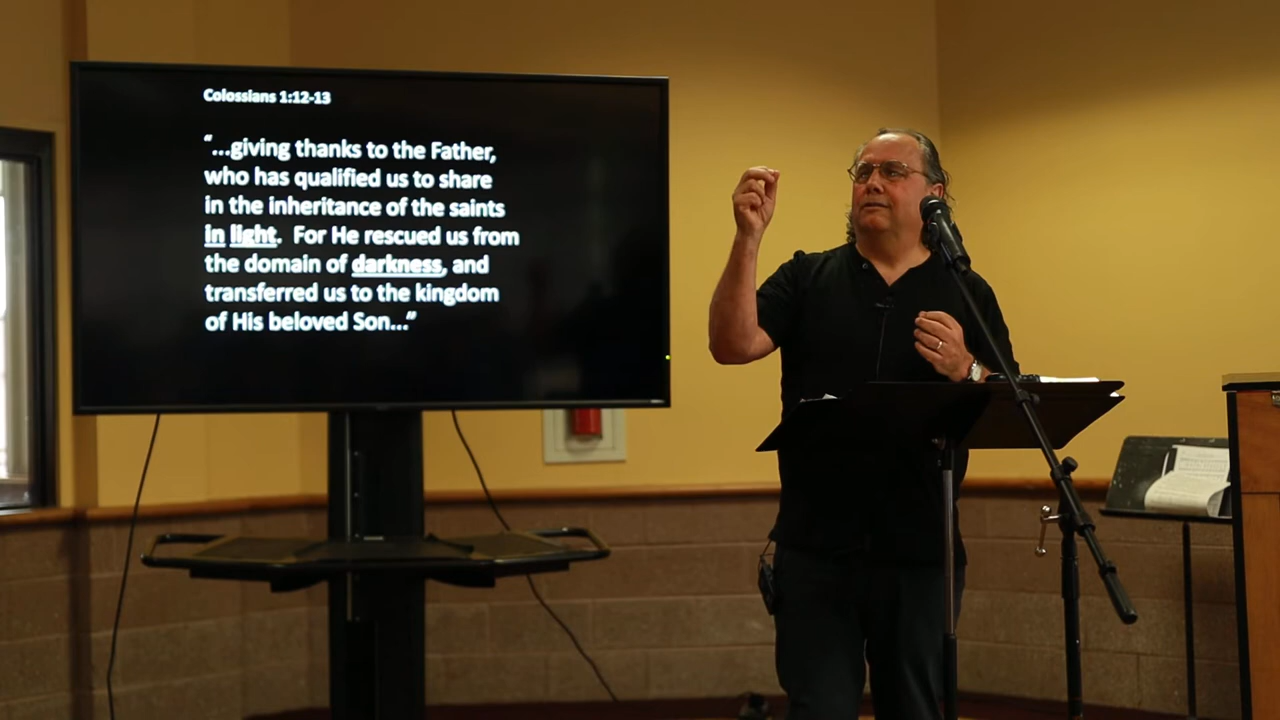 Colossians 1:12-13
“...giving thanks to the Father,
who has qualified us to share
in the inheritance of the saints
in light.  For He rescued us from
the domain of darkness, and
transferred us to the kingdom
of His beloved Son...”